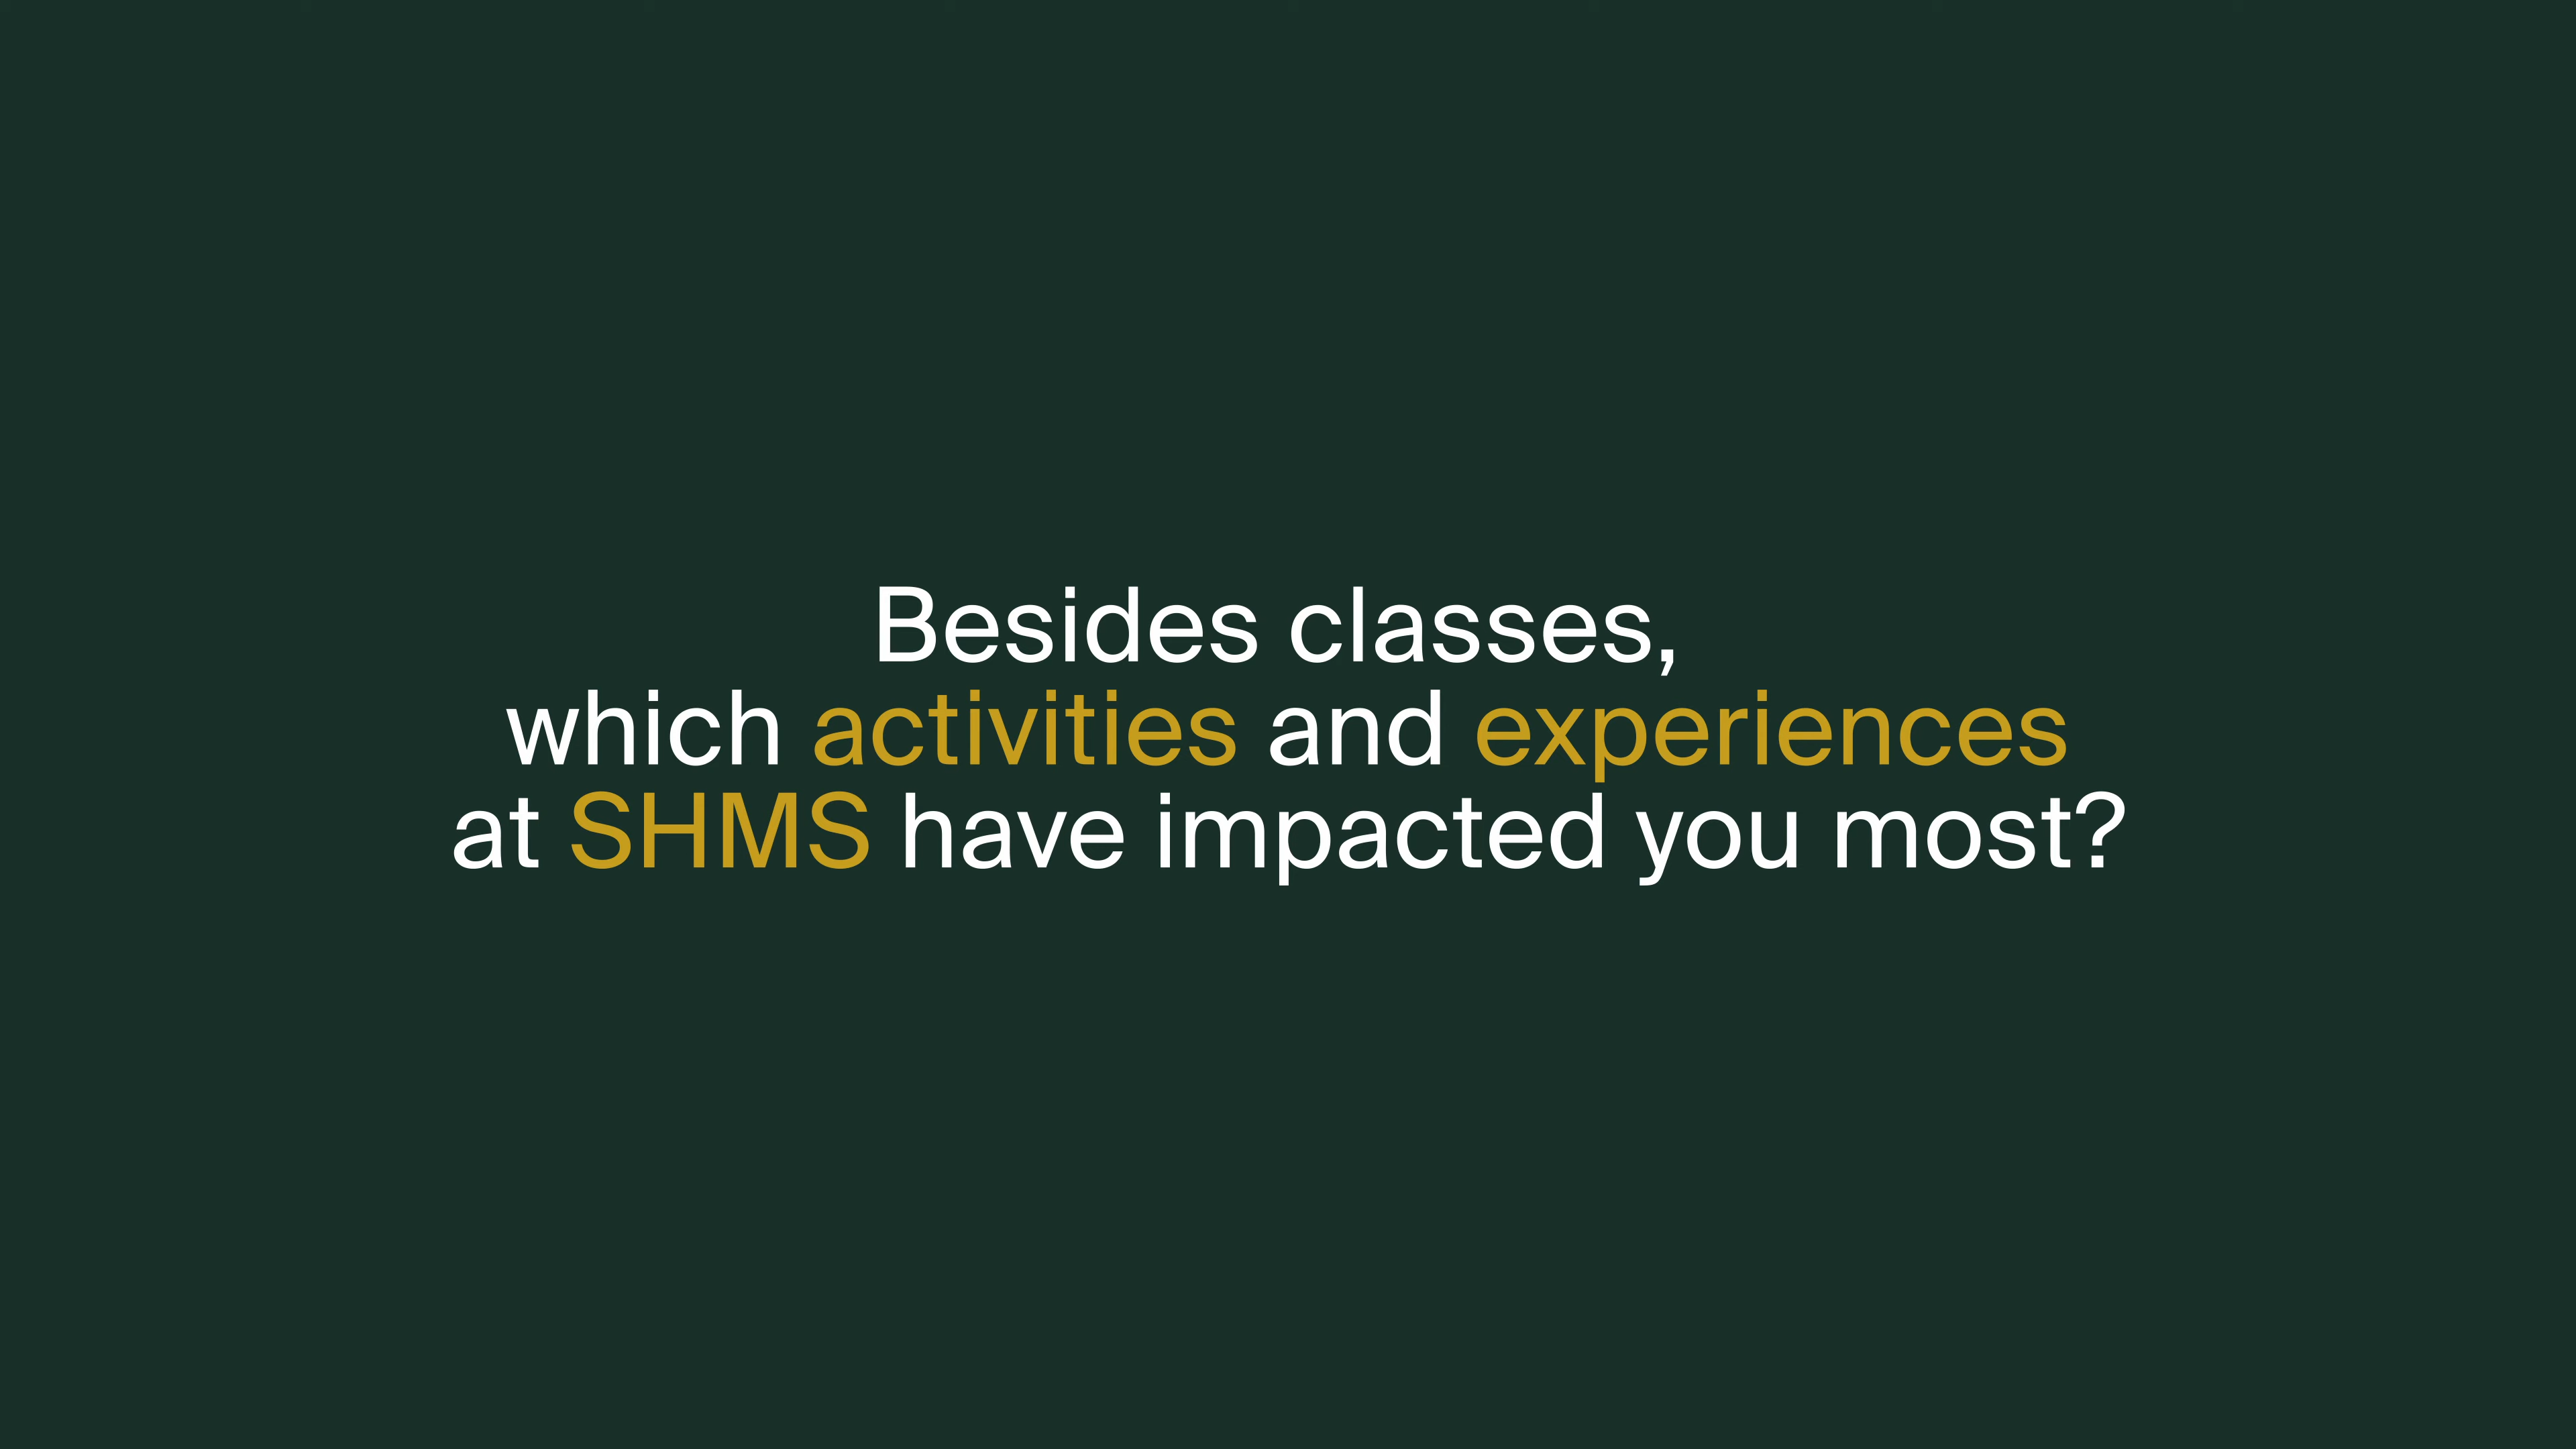 Besides classes,
which activities and experiences
at SHMS have impacted you most?